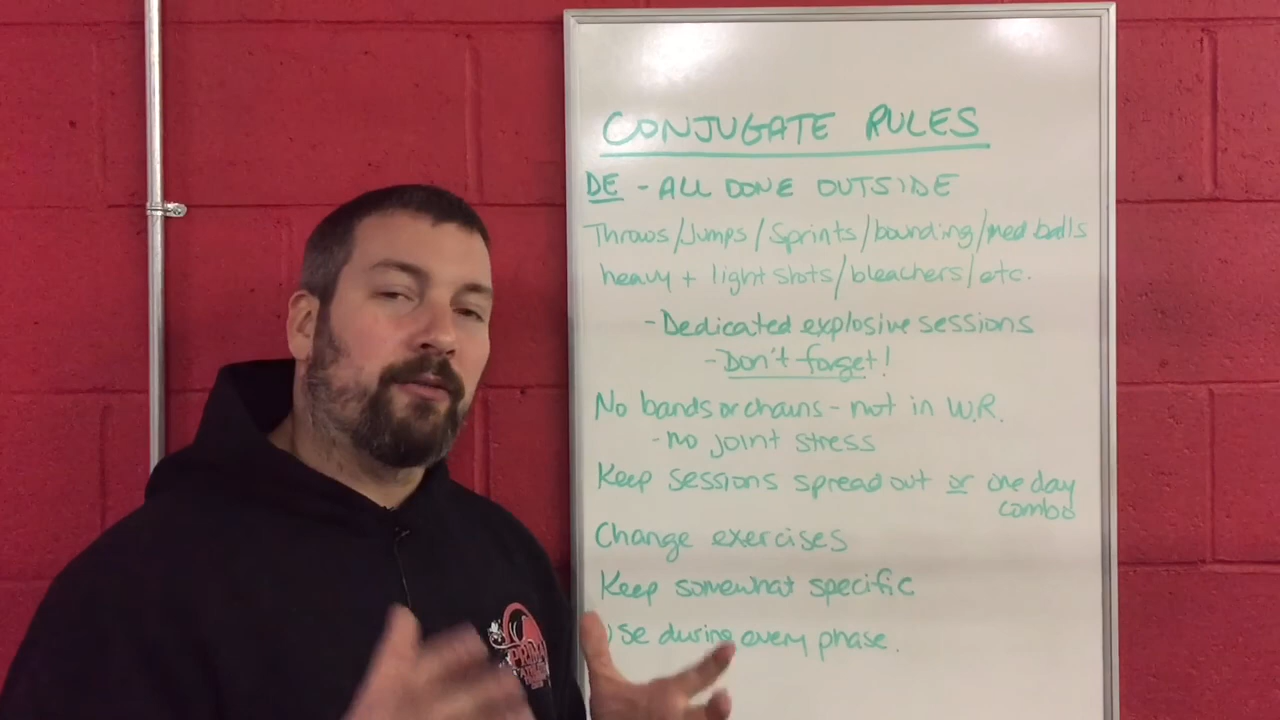 CONJUGATE RULES
DE - ALL DONE OUTSIDE
Throws/Jumps/Sprints/bounding/med balls
heavy + light shots/bleachers/etc.
- Dedicated explosive sessions
- Don't forget!
No bands or chains - not in W.R.
- no joint stress
Keep sessions spread out or one day
combo
Change exercises
Keep somewhat specific
use during every phase.
PRIMAL